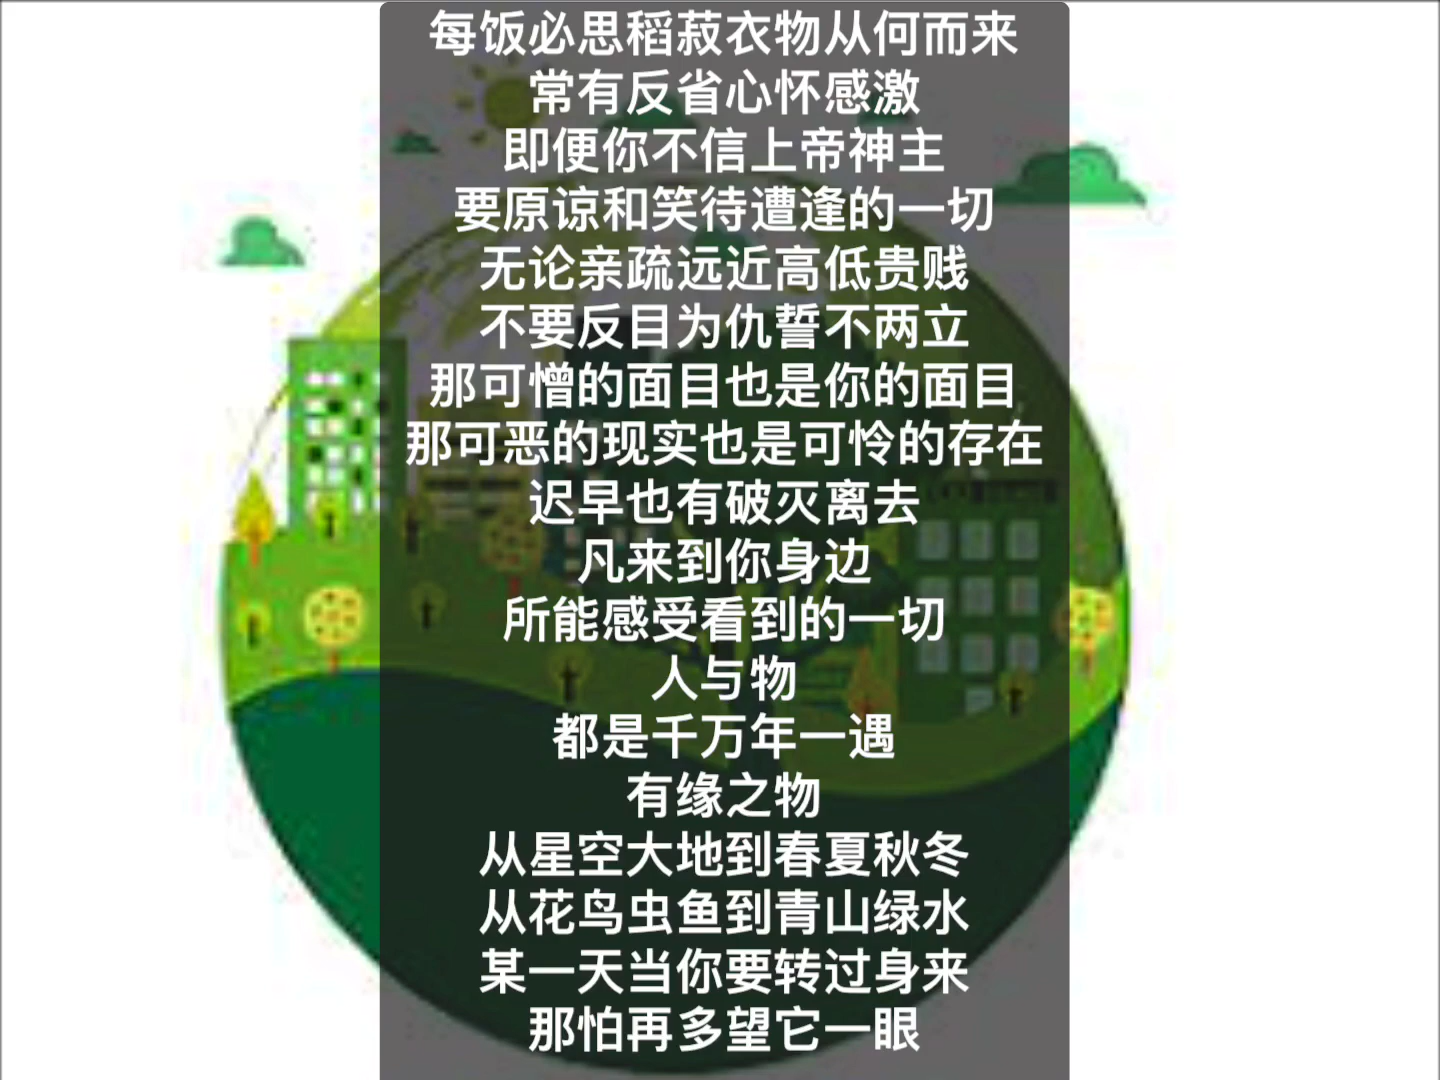 每饭必思稻菽衣物从何而来
常有反省心怀感激
即便你不信上帝神主
要原谅和笑待遭逢的一切
无论亲疏远近高低贵贱
不要反目为仇誓不两立
那可憎的面目也是你的面目
那可恶的现实也是可怜的存在
迟早也有破灭离去
凡来到你身边
所能感受看到的一切
人与物
都是千万年一遇
有缘之物
从星空大地到春夏秋冬
从花鸟虫鱼到青山绿水
某一天当你要转过身来
那怕再多望它一眼